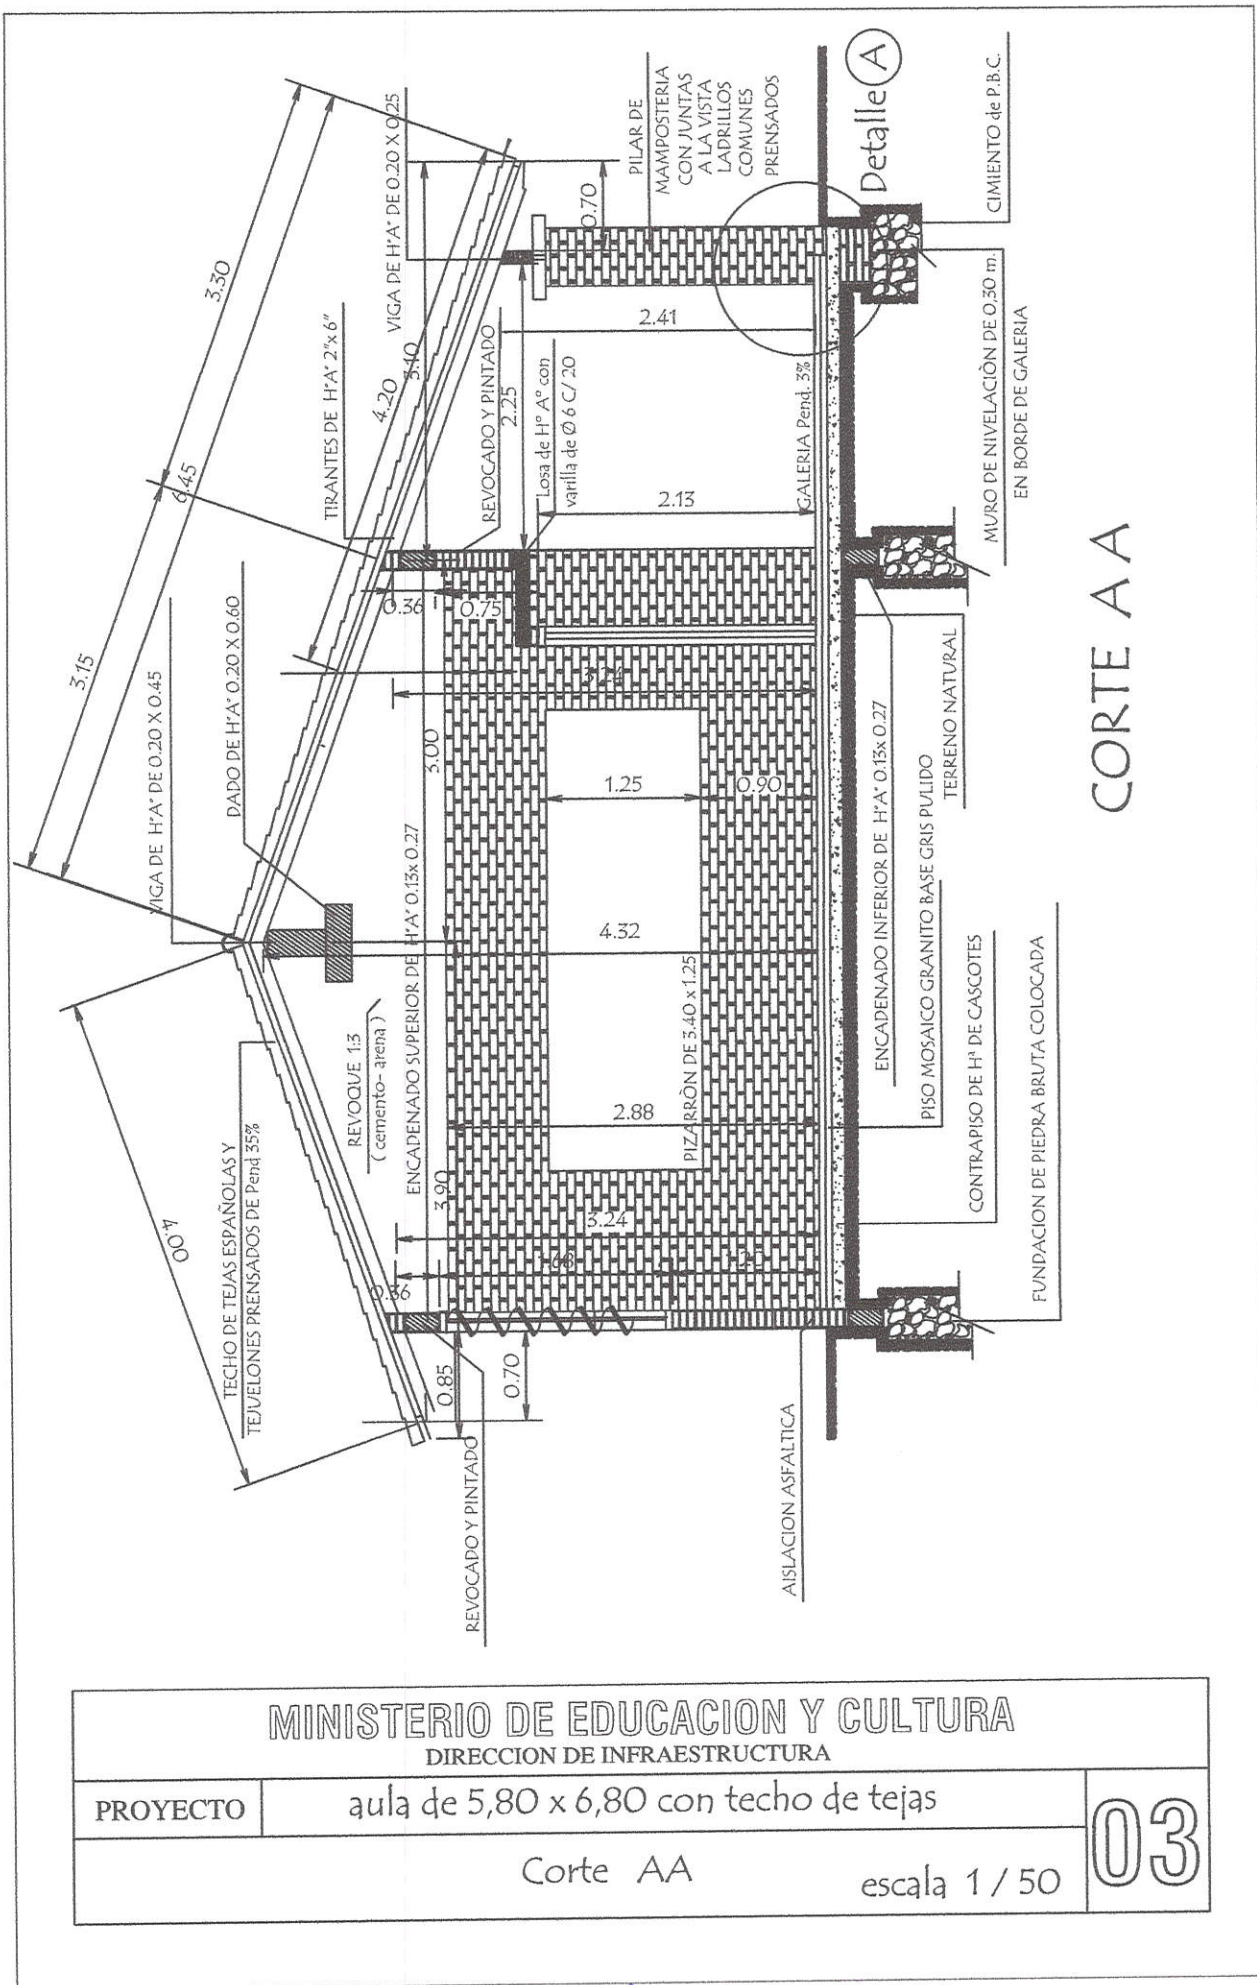 3.30
3.15
6.45
4.20
3.10
4.00
VIGA DE H°A° DE 0.20 X 0.45
DADO DE H°A° 0.20 X 0.60
TIRANTES DE H°A° 2"x 6"
VIGA DE H°A° DE 0.20 X 0.25
TECHO DE TEJAS ESPAÑOLAS Y
TEJUELONES PRENSADOS DE Pend 35%
REVOQUE 1:3
( cemento- arena )
ENCADENADO SUPERIOR DE H°A° 0.13x 0.27
REVOCADO Y PINTADO
2.25
Losa de H° A° con
varilla de Ø 6 C/ 20
PILAR DE
MAMPOSTERIA
CON JUNTAS
A LA VISTA
LADRILLOS
COMUNES
PRENSADOS
0.70
2.41
2.13
0.36
0.75
3.24
3.00
1.25
0.90
4.32
2.88
3.90
3.24
0.36
0.85
0.70
PIZARRÒN DE 3.40 x 1.25
GALERIA Pend. 3%
Detalle A
REVOCADO Y PINTADO
AISLACION ASFALTICA
CIMIENTO de P.B.C.
MURO DE NIVELACIÒN DE 0,30 m.
EN BORDE DE GALERIA
TERRENO NATURAL
ENCADENADO INFERIOR DE H°A° 0.13x 0.27
PISO MOSAICO GRANITO BASE GRIS PULIDO
CONTRAPISO DE Hº DE CASCOTES
FUNDACION DE PIEDRA BRUTA COLOCADA
CORTE AA
MINISTERIO DE EDUCACION Y CULTURA
DIRECCION DE INFRAESTRUCTURA
PROYECTO
aula de 5,80 x 6,80 con techo de tejas
Corte AA
escala 1 / 50
03